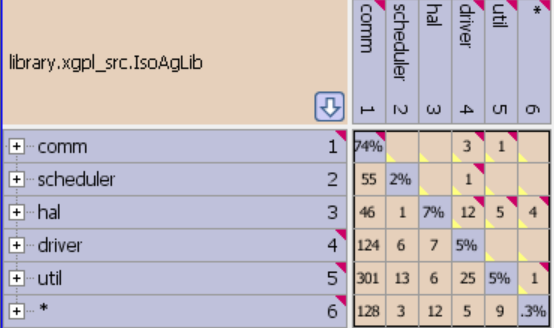 library.xgpl_src.IsoAgLib
comm 1
scheduler 2
hal 3
driver 4
util 5
* 6
comm 1 74% 3 1
scheduler 2 55 2% 1
hal 3 46 1 7% 12 5 4
driver 4 124 6 7 5%
util 5 301 13 6 25 5% 1
* 6 128 3 12 5 9 .3%